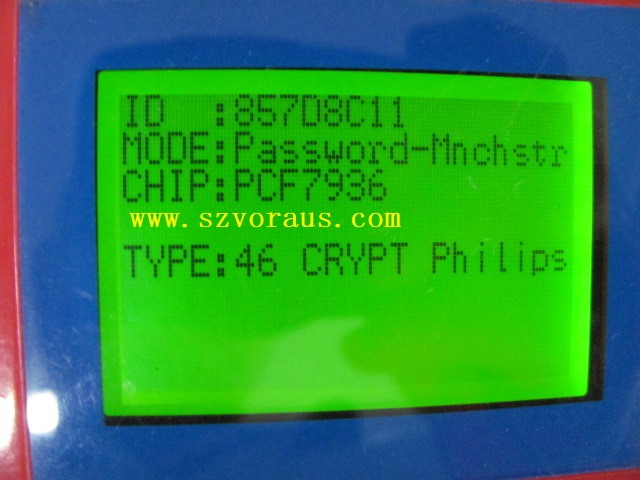 ID  :857D8C11
MODE:Password-Mnchstr
CHIP:PCF7936
www.szvoraus.com
TYPE:46 CRYPT Philips